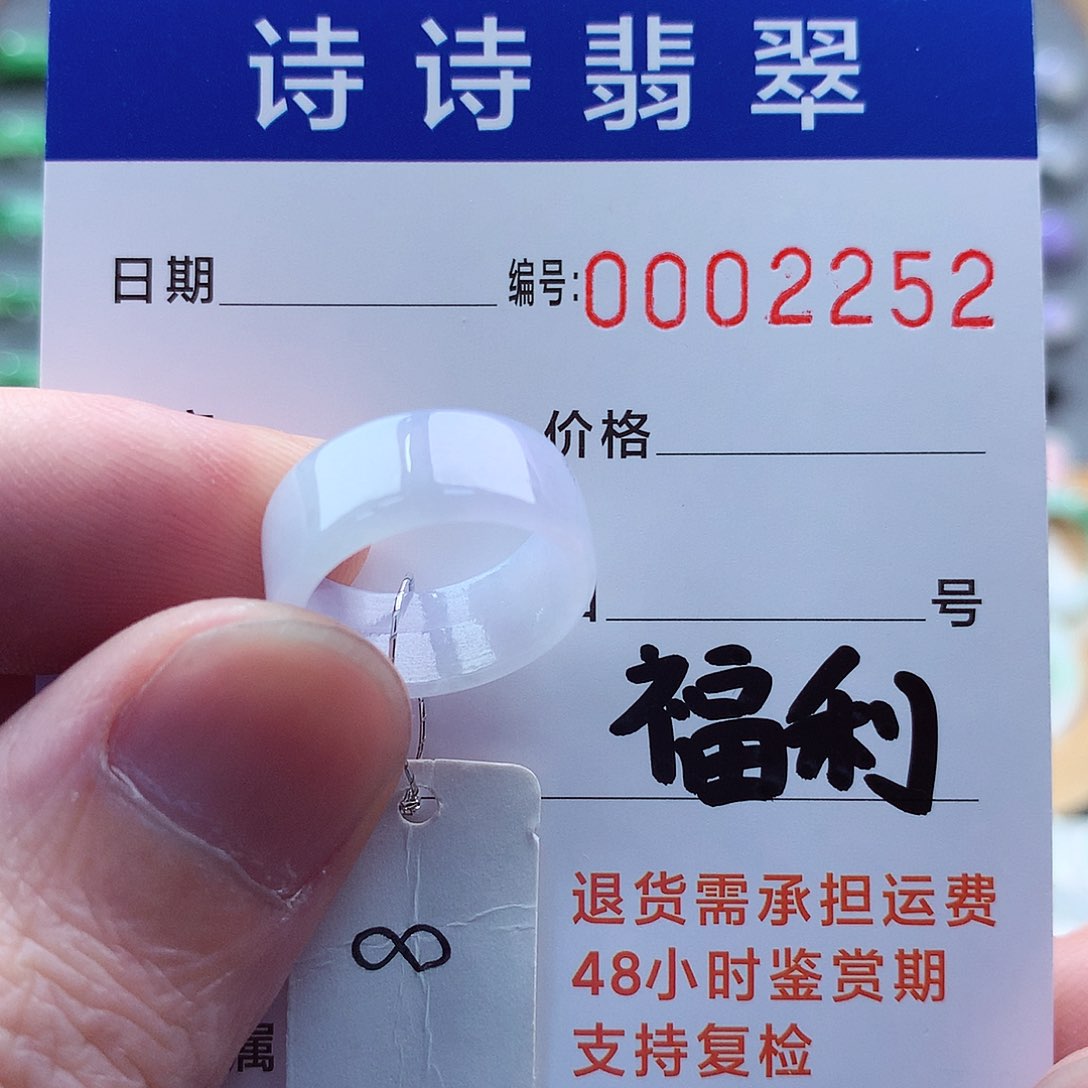 诗诗翡翠
日期 编号:0002252
价格
号
福利
退货需承担运费
48小时鉴赏期
支持复检
属